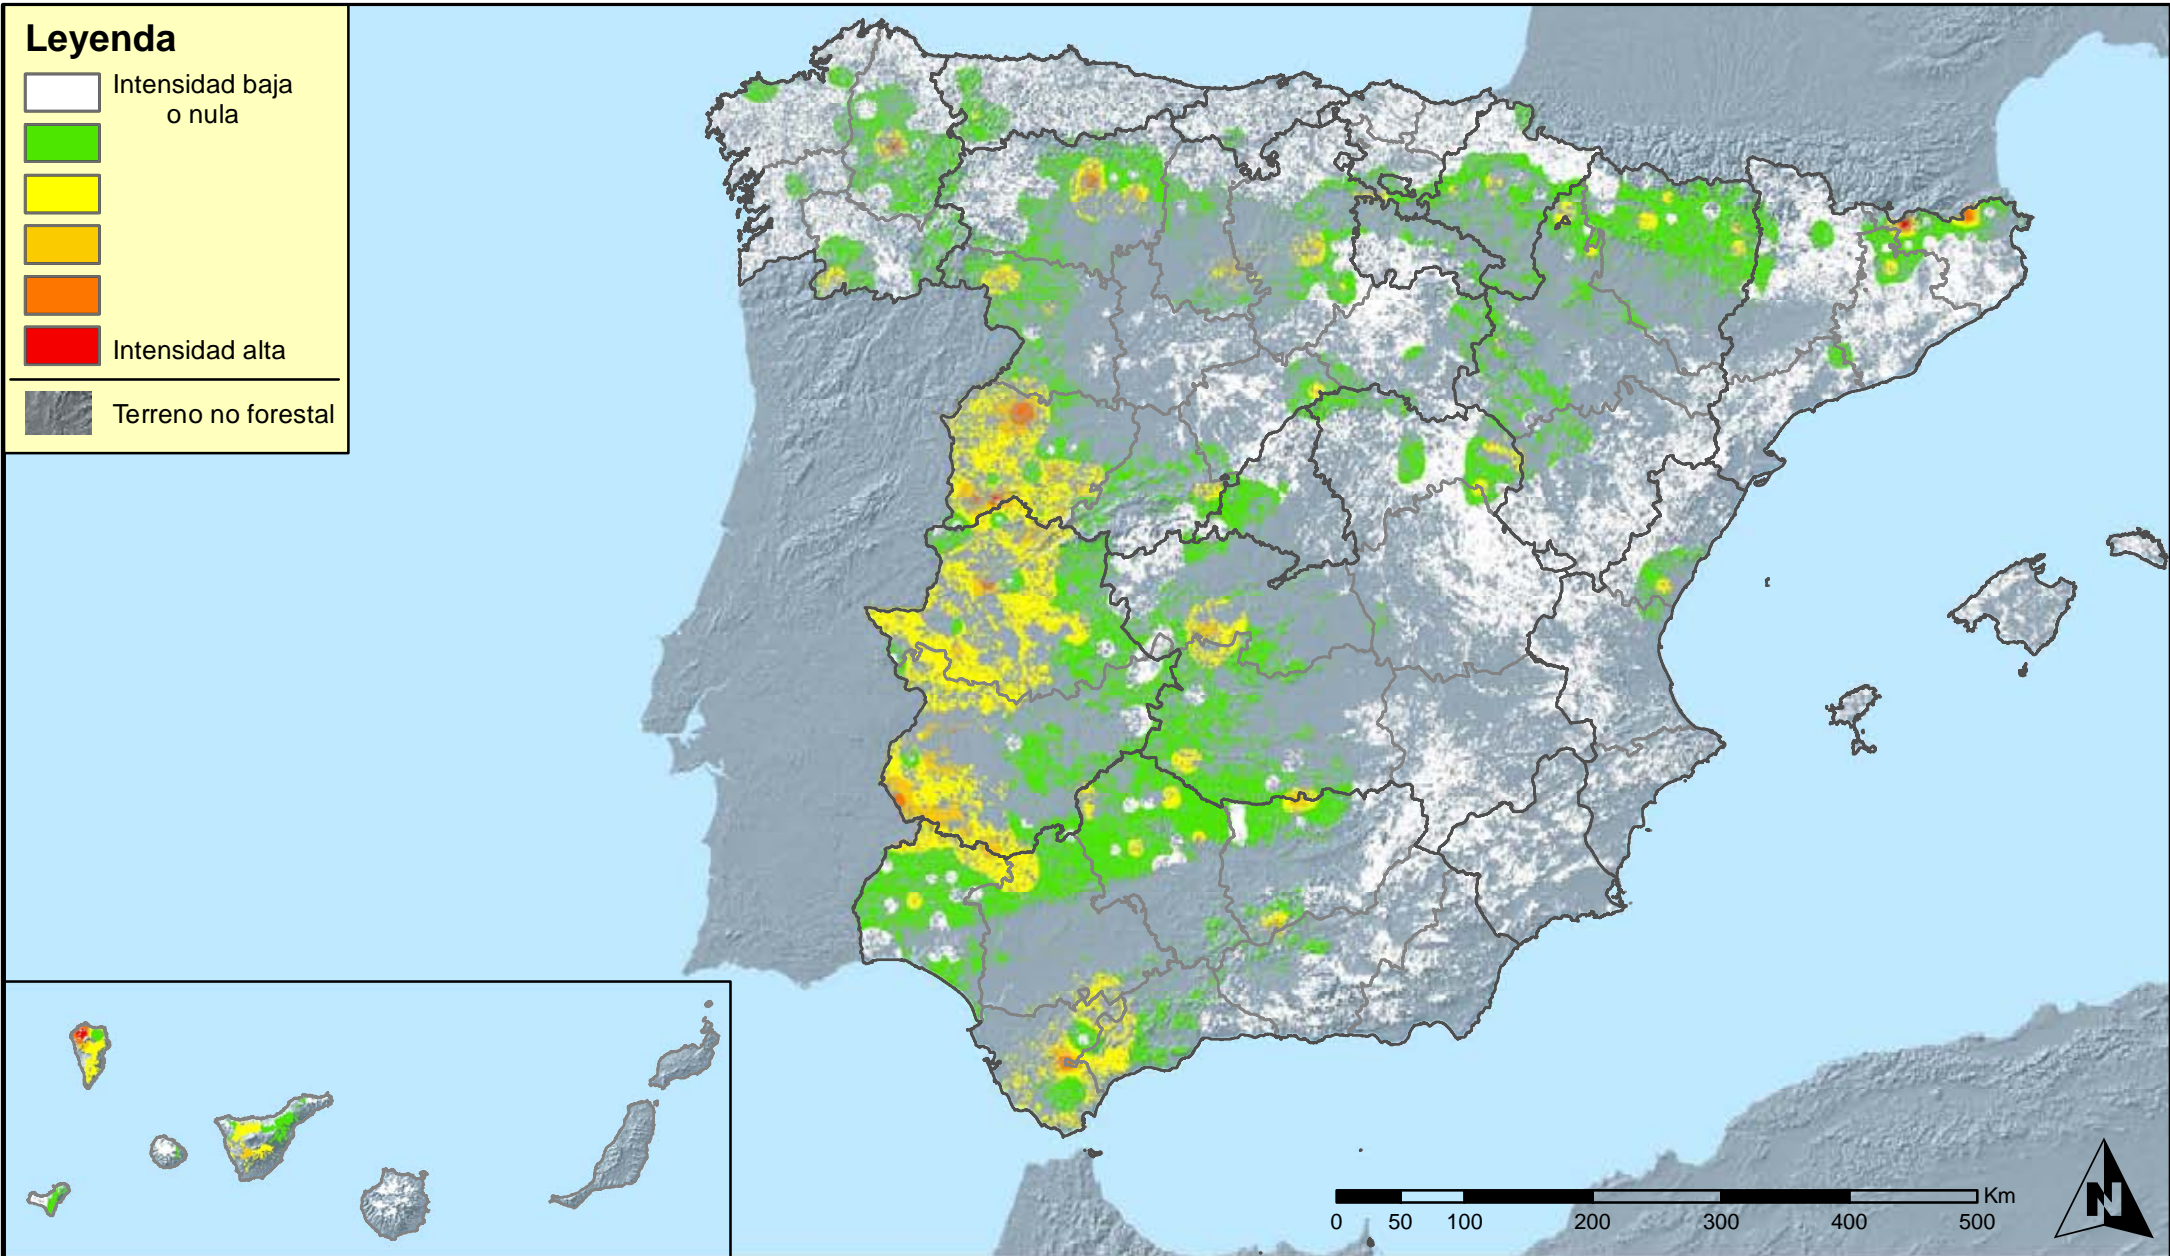 Leyenda
Intensidad baja
o nula
Intensidad alta
Terreno no forestal
Km
0 50 100 200 300 400 500
N